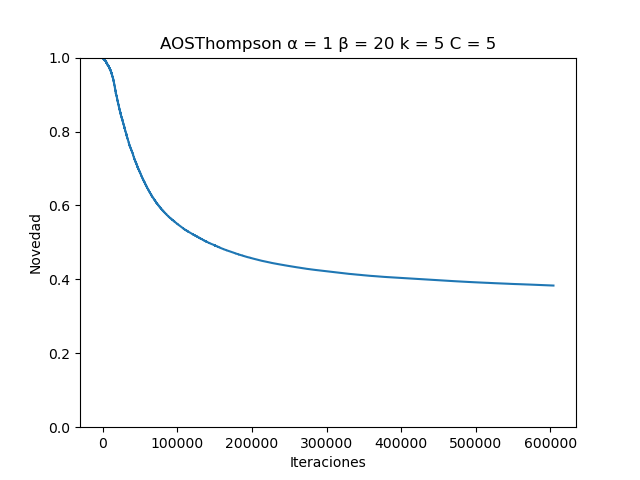 AOSThompson α = 1 β = 20 k = 5 C = 5
1.0
0.8
0.6
0.4
0.2
0.0
Novedad
0 100000 200000 300000 400000 500000 600000
Iteraciones